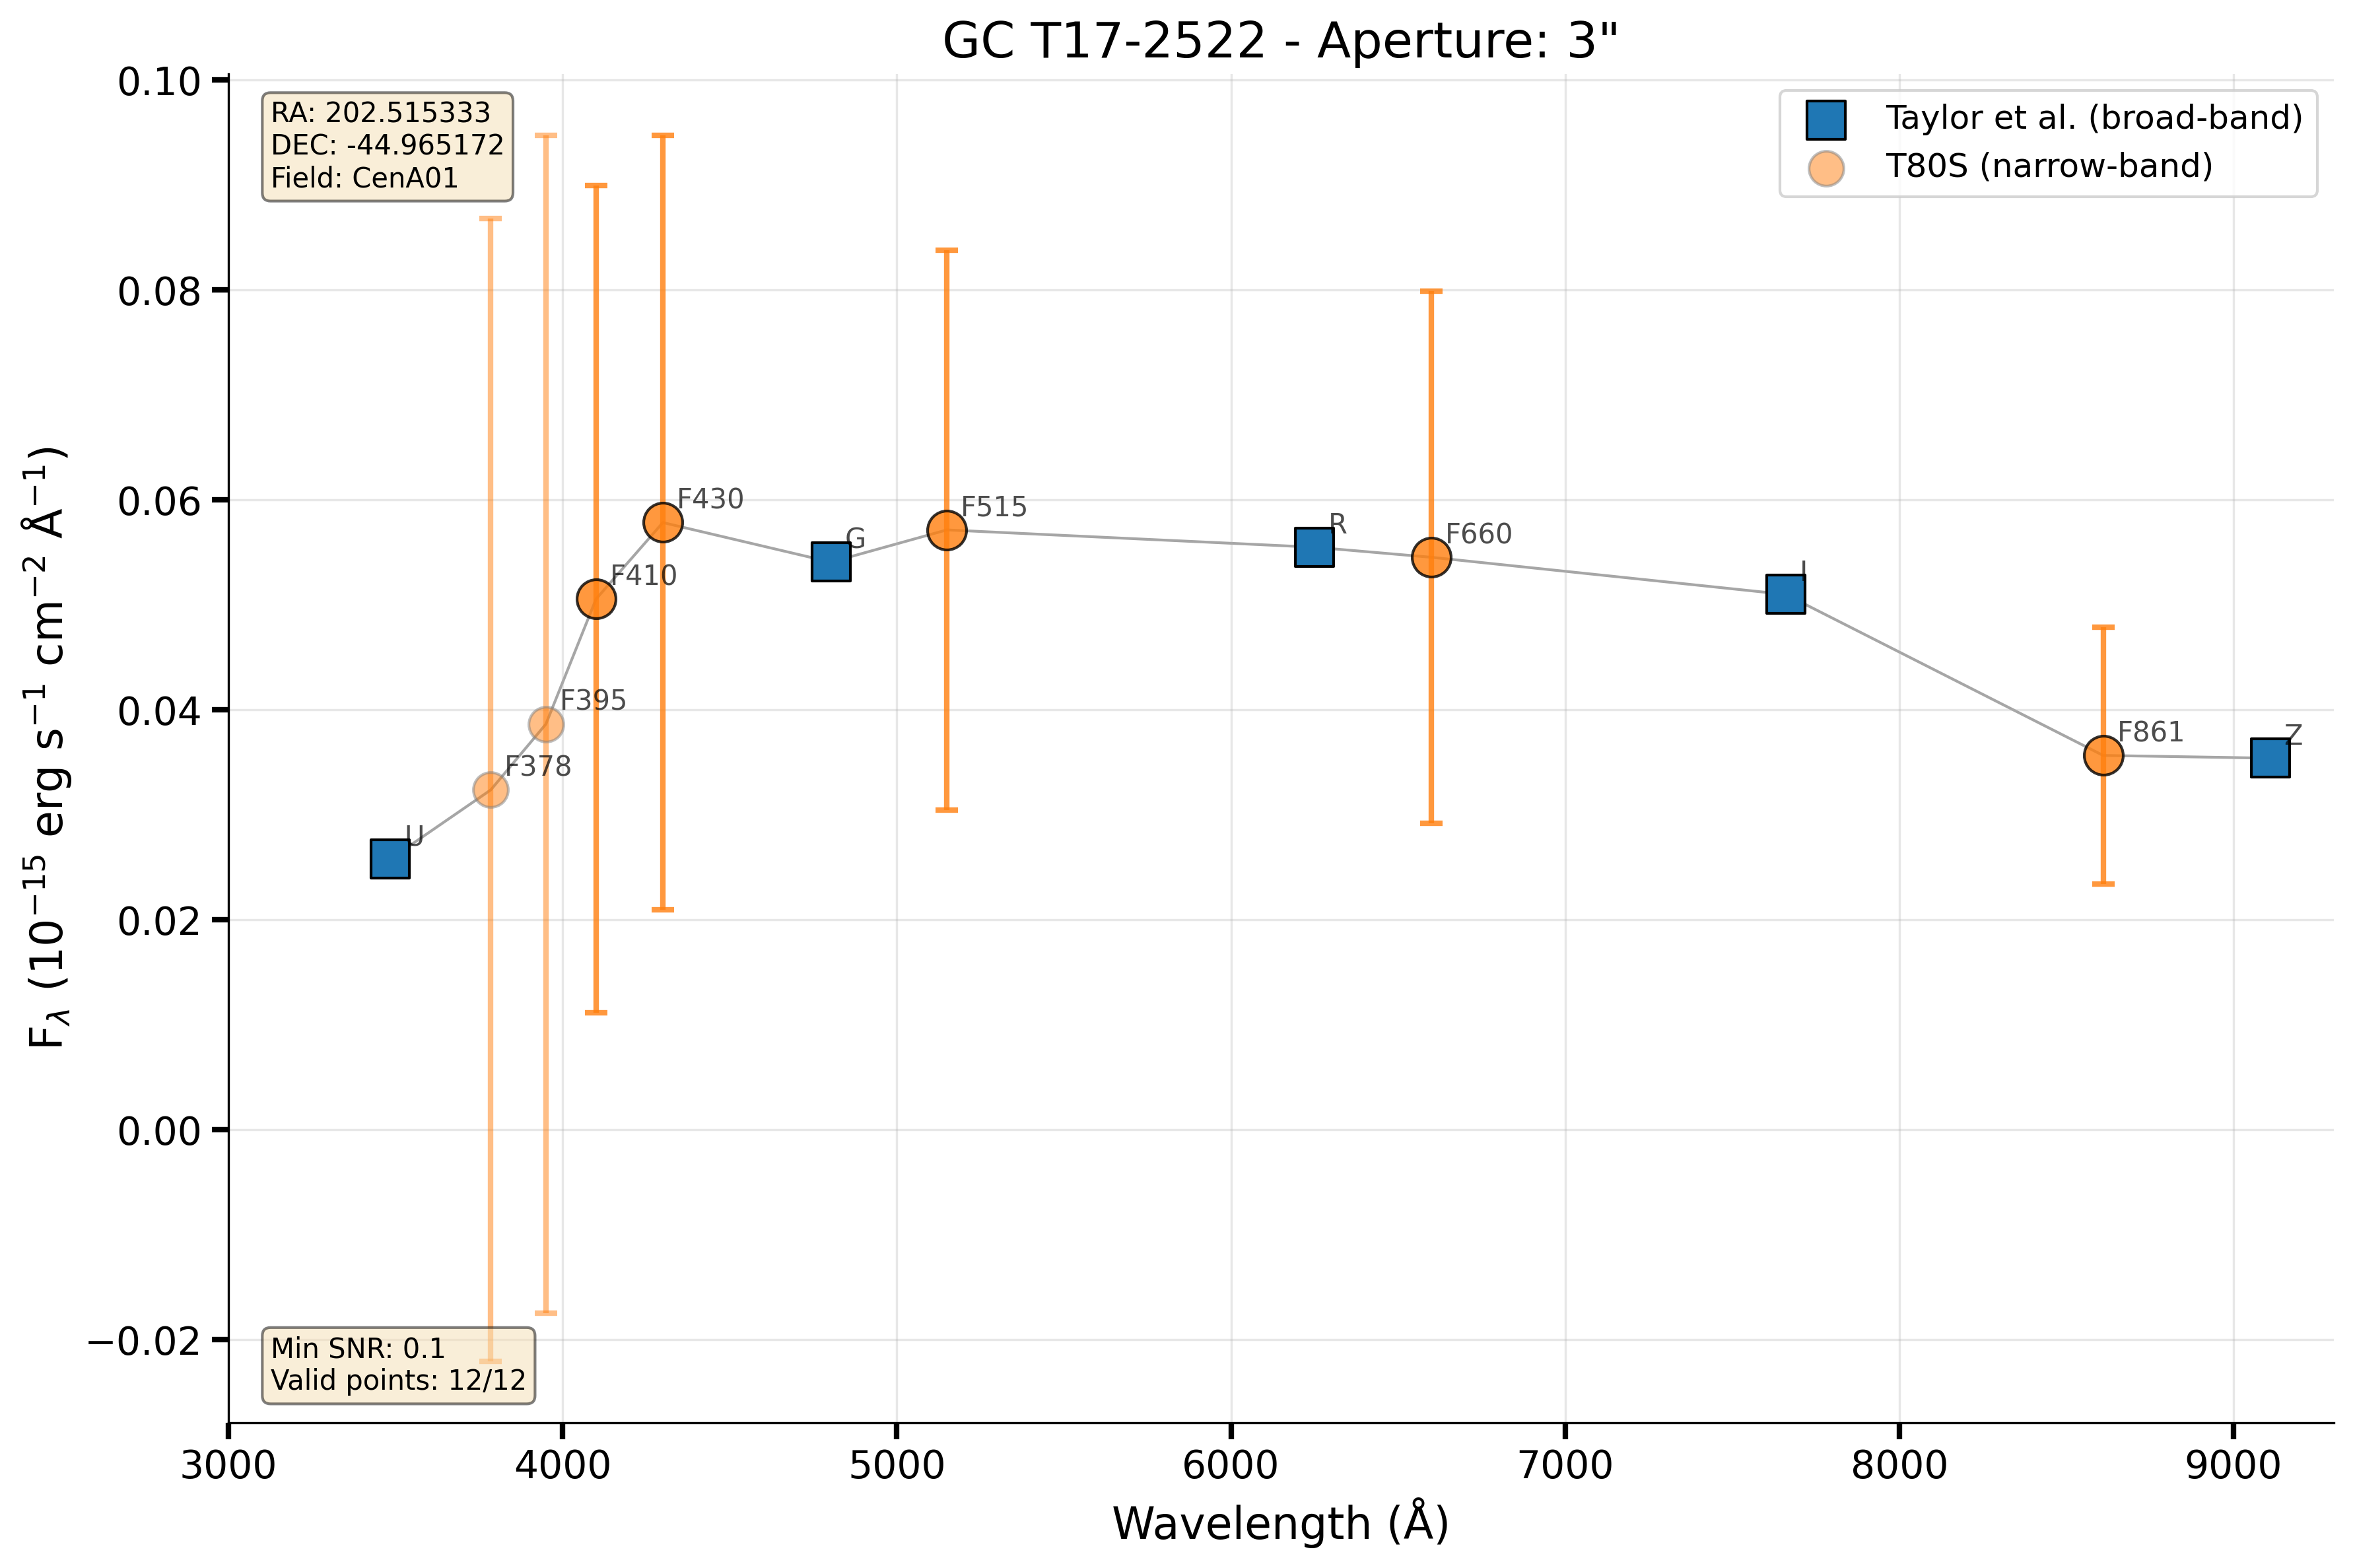 GC T17-2522 - Aperture: 3"
RA: 202.515333
DEC: -44.965172
Field: CenA01
Taylor et al. (broad-band)
T80S (narrow-band)
0.10
0.08
0.06
0.04
0.02
0.00
−0.02
F_λ (10⁻¹⁵ erg s⁻¹ cm⁻² Å⁻¹)
U
F378
F395
F410
F430
G
F515
R
F660
I
F861
Z
Min SNR: 0.1
Valid points: 12/12
3000 4000 5000 6000 7000 8000 9000
Wavelength (Å)